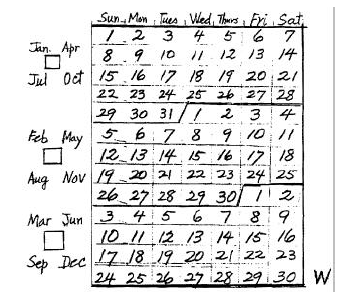 Sun. Mon Tues Wed. Thurs Fri Sat.
1 2 3 4 5 6 7
Jan. Apr 8 9 10 11 12 13 14
Jul Oct 15 16 17 18 19 20 21
22 23 24 25 26 27 28
29 30 31 1 2 3 4
Feb May 5 6 7 8 9 10 11
12 13 14 15 16 17 18
Aug Nov 19 20 21 22 23 24 25
26 27 28 29 30 1 2
Mar Jun 3 4 5 6 7 8 9
10 11 12 13 14 15 16
Sep Dec 17 18 19 20 21 22 23
24 25 26 27 28 29 30 W